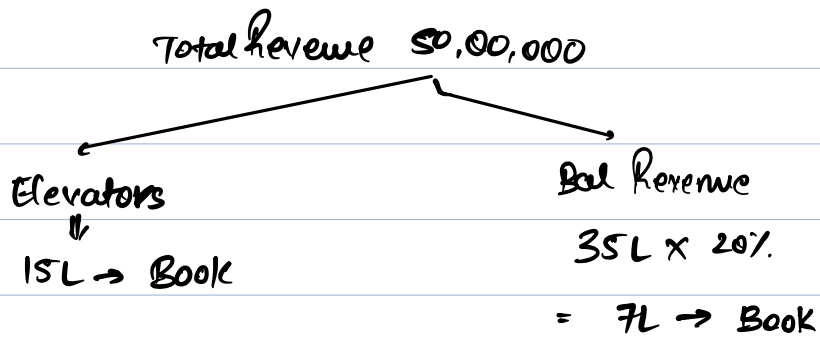 Total Revenue 50,00,000
Elevators
15L → Book
Bal Revenue
35L x 20%
= 7L → Book